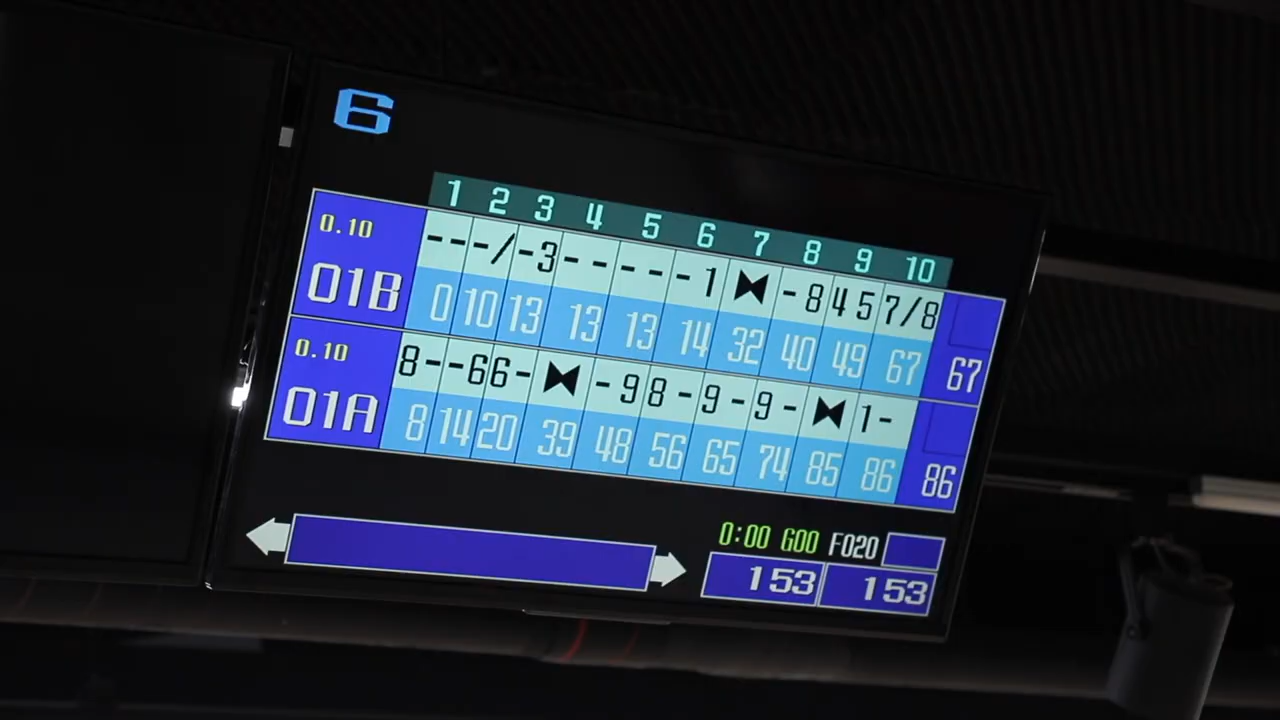 6
1 2 3 4 5 6 7 8 9 10
0.10
- - - / - 3 - - - - - 1 ⧓ - 8 4 5 7 / 8
01B 0 10 13 13 13 14 32 40 49 67 67
0.10
8 - - 6 6 - ⧓ - 9 8 - 9 - 9 - ⧓ 1 -
01A 8 14 20 39 48 56 65 74 85 86 86
0:00 G00 F020
153 153